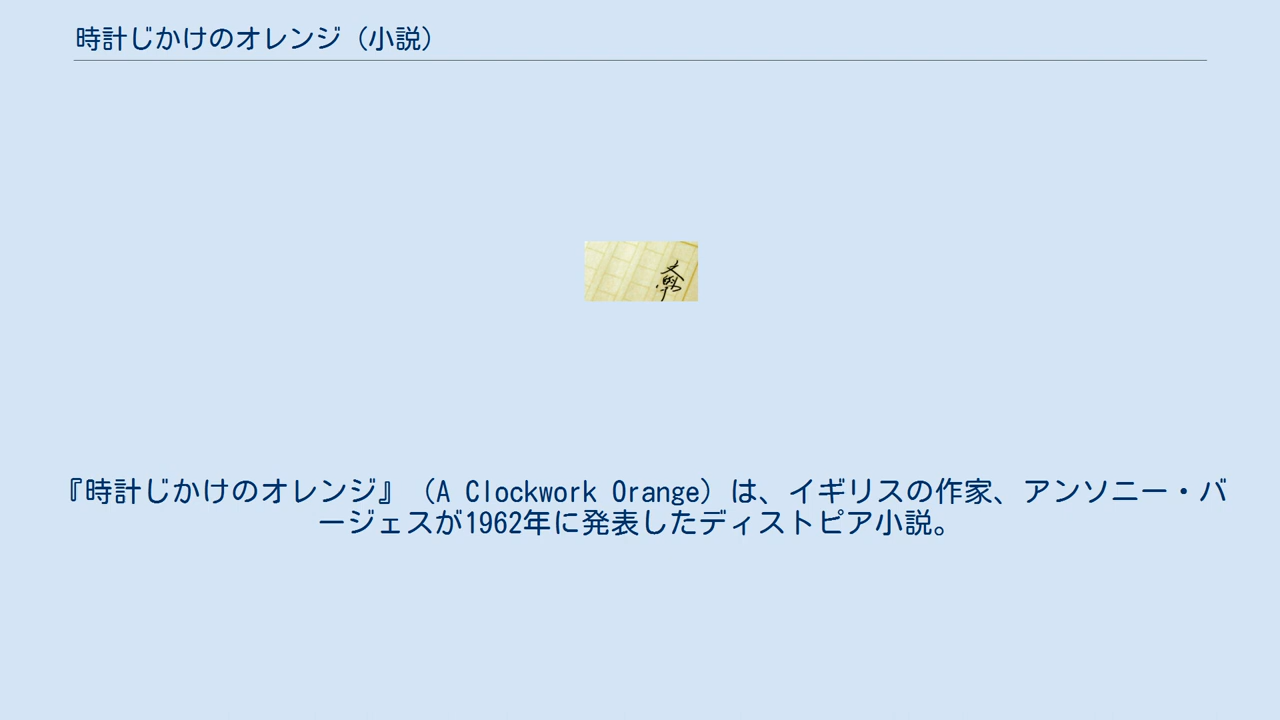 時計じかけのオレンジ（小説）
『時計じかけのオレンジ』（A Clockwork Orange）は、イギリスの作家、アンソニー・バ
ージェスが1962年に発表したディストピア小説。